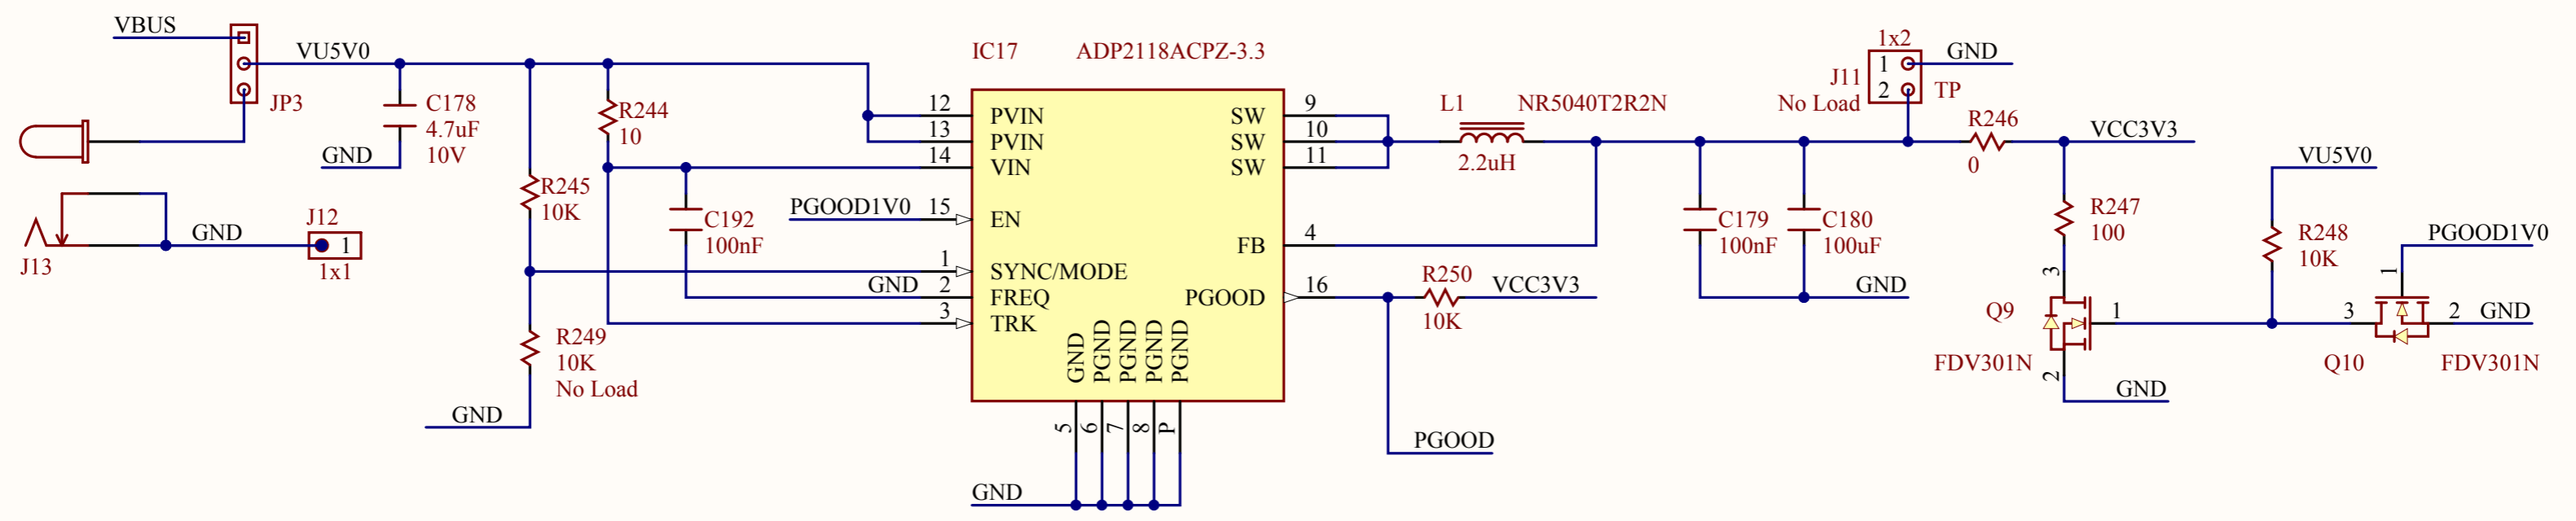 VBUS
VU5V0
JP3
C178
4.7uF
10V
GND
R244
10
R245
10K
C192
100nF
GND
J12
1
1x1
J13
R249
10K
No Load
GND
PGOOD1V0
GND
IC17
ADP2118ACPZ-3.3
12
PVIN
13
PVIN
14
VIN
15
EN
1
SYNC/MODE
2
FREQ
3
TRK
SW
9
SW
10
SW
11
FB
4
PGOOD
16
GND
PGND
PGND
PGND
PGND
5
6
7
8
P
GND
L1
NR5040T2R2N
2.2uH
R250
10K
VCC3V3
PGOOD
C179
100nF
C180
100uF
GND
1x2
J11
1
2
No Load
TP
GND
R246
0
VCC3V3
R247
100
3
Q9
1
FDV301N
2
GND
VU5V0
R248
10K
PGOOD1V0
1
3
2
GND
Q10
FDV301N